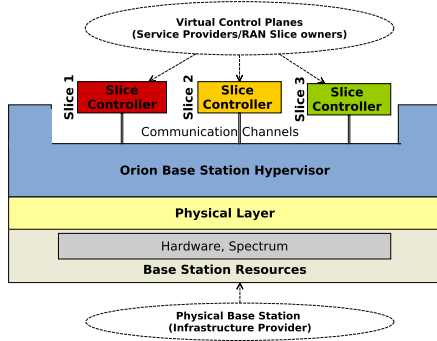 Virtual Control Planes
(Service Providers/RAN Slice owners)
Slice 1
Slice
Controller
Slice 2
Slice
Controller
Slice 3
Slice
Controller
Communication Channels
Orion Base Station Hypervisor
Physical Layer
Hardware, Spectrum
Base Station Resources
Physical Base Station
(Infrastructure Provider)